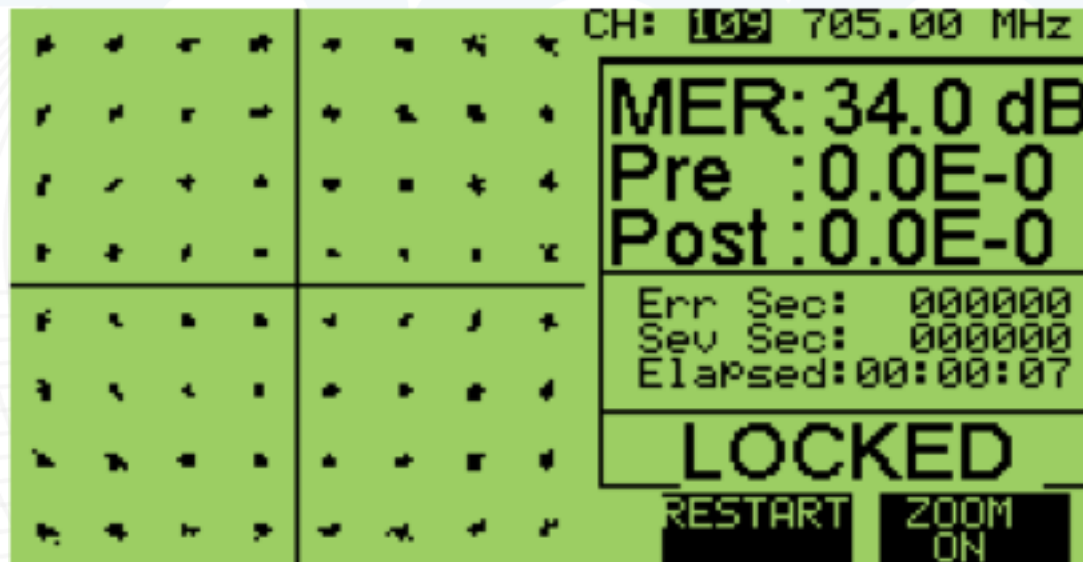 CH: 109 705.00 MHz
MER: 34.0 dB
Pre :0.0E-0
Post :0.0E-0
Err Sec: 000000
Sev Sec: 000000
Elapsed:00:00:07
LOCKED
RESTART ZOOM
ON